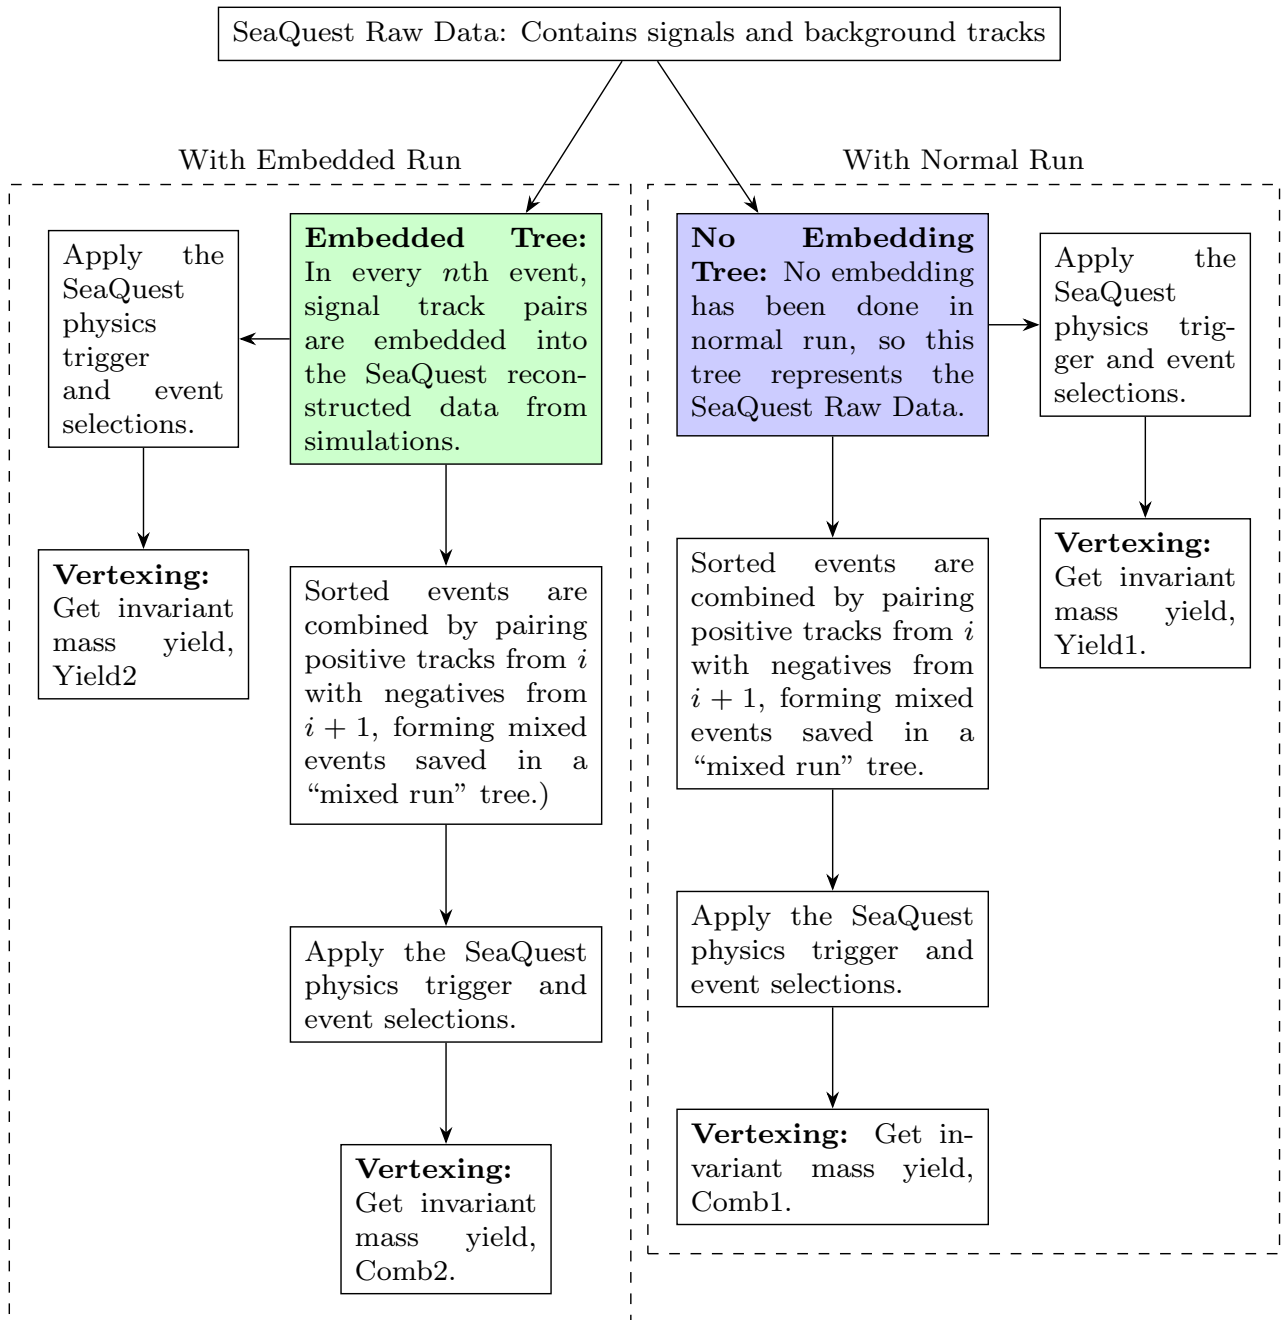 SeaQuest Raw Data: Contains signals and background tracks
With Embedded Run
With Normal Run
Apply the
SeaQuest
physics
trigger
and event
selections.
Embedded Tree:
In every nth event,
signal track pairs
are embedded into
the SeaQuest recon-
structed data from
simulations.
No Embedding
Tree: No embedding
has been done in
normal run, so this
tree represents the
SeaQuest Raw Data.
Apply the
SeaQuest
physics trig-
ger and event
selections.
Vertexing:
Get invariant
mass yield,
Yield2
Sorted events are
combined by pairing
positive tracks from i
with negatives from
i + 1, forming mixed
events saved in a
“mixed run” tree.)
Sorted events are
combined by pairing
positive tracks from i
with negatives from
i + 1, forming mixed
events saved in a
“mixed run” tree.
Vertexing:
Get invariant
mass yield,
Yield1.
Apply the SeaQuest
physics trigger and
event selections.
Apply the SeaQuest
physics trigger and
event selections.
Vertexing:
Get invariant
mass yield,
Comb2.
Vertexing: Get in-
variant mass yield,
Comb1.